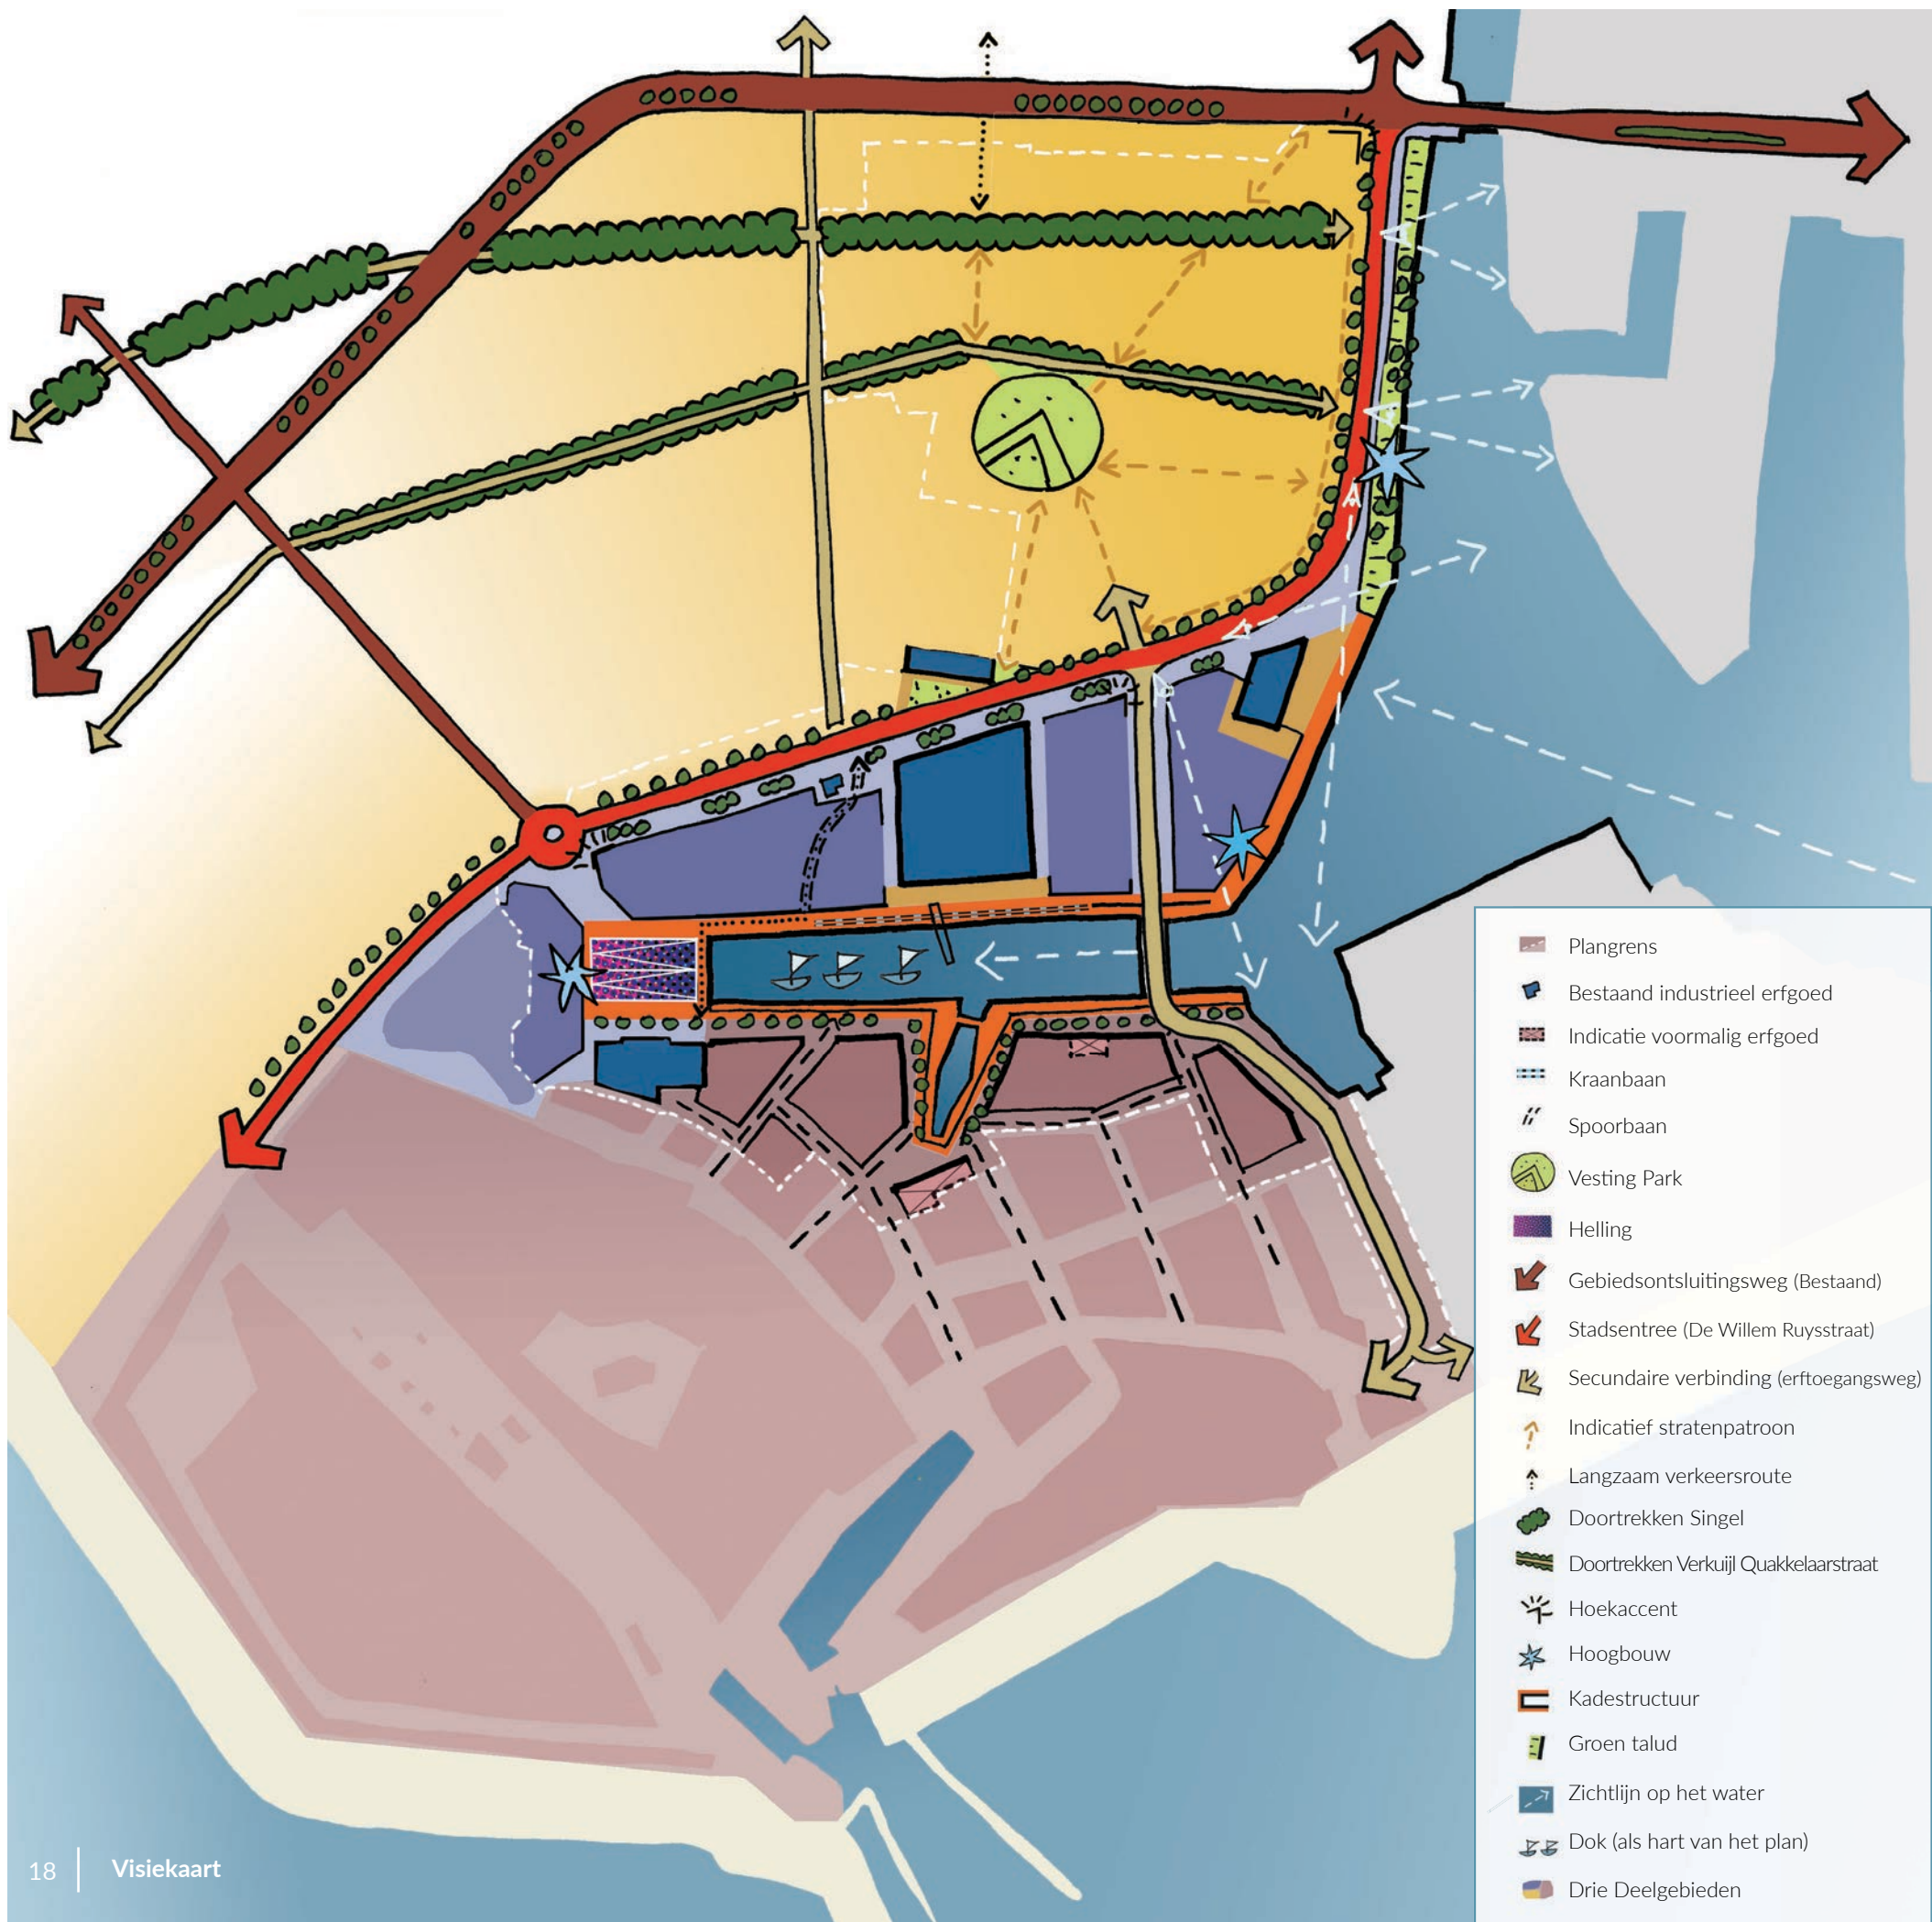 Plangrens
Bestaand industrieel erfgoed
Indicatie voormalig erfgoed
Kraanbaan
Spoorbaan
Vesting Park
Helling
Gebiedsontsluitingsweg (Bestaand)
Stadsentree (De Willem Ruysstraat)
Secundaire verbinding (erftoegangsweg)
Indicatief stratenpatroon
Langzaam verkeersroute
Doortrekken Singel
Doortrekken Verkuijl Quakkelaarstraat
Hoekaccent
Hoogbouw
Kadestructuur
Groen talud
Zichtlijn op het water
Dok (als hart van het plan)
Drie Deelgebieden
18 Visiekaart